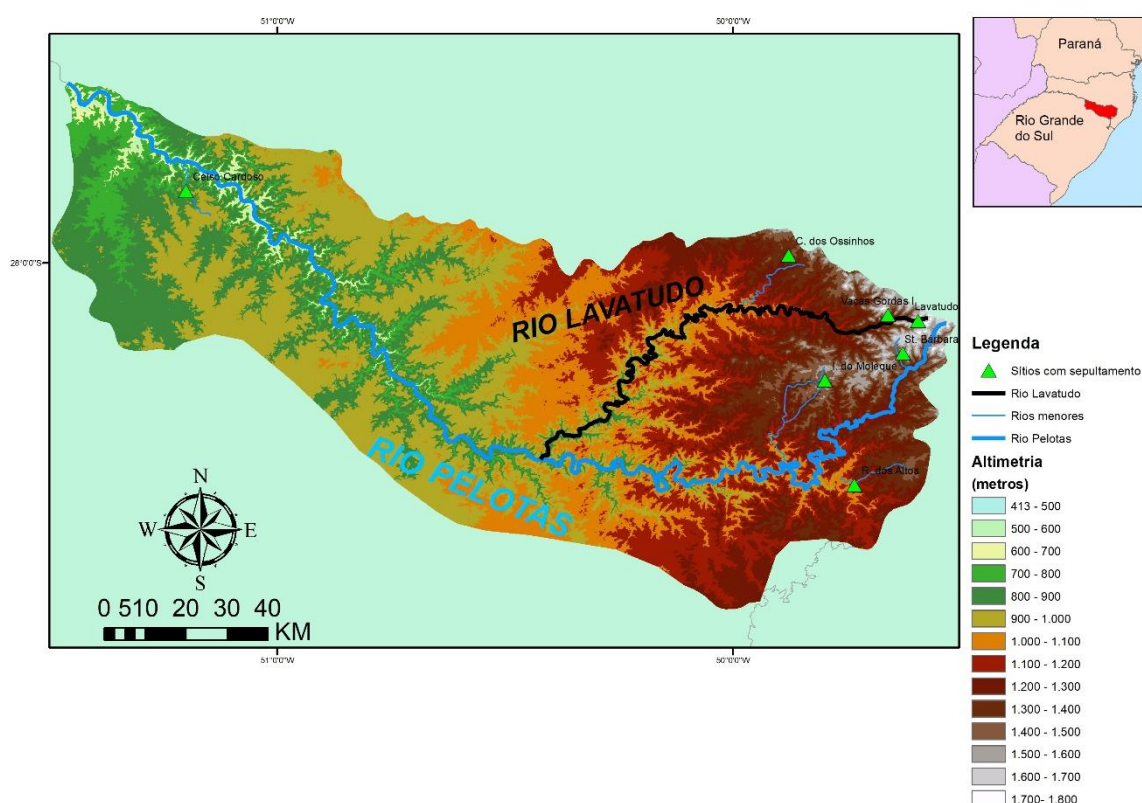 51°0'0"W
50°0'0"W
Paraná
Rio Grande
do Sul
28°0'0"S
Celso Cardoso
C. dos Ossinhos
RIO LAVATUDO
Vacas Gordas I
Lavatudo
St. Bárbara
I. do Moleque
RIO PELOTAS
R. dos Altos
N
W
E
S
0 510 20 30 40
KM
51°0'0"W
50°0'0"W
Legenda
Sítios com sepultamento
Rio Lavatudo
Rios menores
Rio Pelotas
Altimetria
(metros)
413 - 500
500 - 600
600 - 700
700 - 800
800 - 900
900 - 1.000
1.000 - 1.100
1.100 - 1.200
1.200 - 1.300
1.300 - 1.400
1.400 - 1.500
1.500 - 1.600
1.600 - 1.700
1.700- 1.800